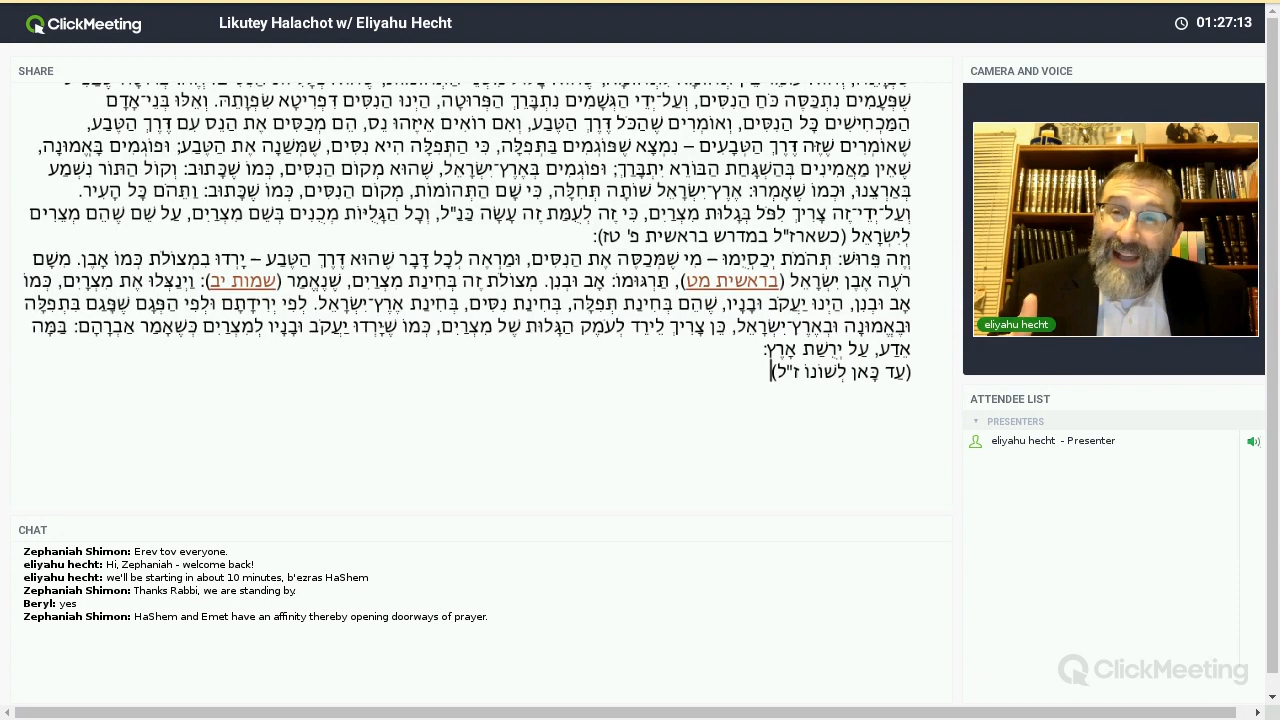 ClickMeeting
Likutey Halachot w/ Eliyahu Hecht
01:27:13
SHARE
שֶׁפְּעָמִים נִתְכַּסֶּה כֹּחַ הַנִּסִּים, וְעַל־יְדֵי הַגְּשָׁמִים נִתְבָּרֵךְ הַפְּרוּטָה, הַיְנוּ הַנִּסִּים דִּפְרִיטָא שִׂפְוָתֵהּ. וְאִלּוּ בְּנֵי־אָדָם
הַמַּכְחִישִׁים כָּל הַנִּסִּים, וְאוֹמְרִים שֶׁהַכֹּל דֶּרֶךְ הַטֶּבַע, וְאִם רוֹאִים אֵיזֶהוּ נֵס, הֵם מְכַסִּים אֶת הַנֵּס עִם דֶּרֶךְ הַטֶּבַע,
שֶׁאוֹמְרִים שֶׁזֶּה דֶּרֶךְ הַטְּבָעִים – נִמְצָא שֶׁפּוֹגְמִים בַּתְּפִלָּה, כִּי הַתְּפִלָּה הִיא נִסִּים, שֶׁמְּשַׁנָּה אֶת הַטֶּבַע; וּפוֹגְמִים בָּאֱמוּנָה,
שֶׁאֵין מַאֲמִינִים בְּהַשְׁגָּחַת הַבּוֹרֵא יִתְבָּרַךְ; וּפוֹגְמִים בְּאֶרֶץ־יִשְׂרָאֵל, שֶׁהוּא מְקוֹם הַנִּסִּים, כְּמוֹ שֶׁכָּתוּב: וְקוֹל הַתּוֹר נִשְׁמַע
בְּאַרְצֵנוּ, וּכְמוֹ שֶׁאָמְרוּ: אֶרֶץ יִשְׂרָאֵל שׁוֹתָה תְּחִלָּה, כִּי שָׁם הַתְּהוֹמוֹת, מְקוֹם הַנִּסִּים, כְּמוֹ שֶׁכָּתוּב: וַתֵּהֹם כָּל הָעִיר.
וְעַל־יְדֵי־זֶה צָרִיךְ לִפֹּל בְּגָלוּת מִצְרַיִם, כִּי זֶה לְעֻמַּת זֶה עָשָׂה כַּנַּ"ל, וְכָל הַגָּלֻיּוֹת מְכֻנִּים בְּשֵׁם מִצְרַיִם, עַל שֵׁם שֶׁהֵם מְצֵרִים
לְיִשְׂרָאֵל (כשארז"ל במדרש בראשית פ' טז):
וְזֶה פֵּרוּשׁ: תְּהֹמֹת יְכַסְיֻמוּ – מִי שֶׁמְּכַסֶּה אֶת הַנִּסִּים, וּמַרְאֶה לְכָל דָּבָר שֶׁהוּא דֶּרֶךְ הַטֶּבַע – יָרְדוּ בִמְצוֹלֹת כְּמוֹ אָבֶן. מִשָּׁם
רֹעֶה אֶבֶן יִשְׂרָאֵל (בראשית מט), תַּרְגּוּמוֹ: אָב וּבְנִן. מְצוֹלֹת זֶה בְּחִינַת מִצְרַיִם, שֶׁנֶּאֱמַר (שמות יב): וַיְנַצְּלוּ אֶת מִצְרַיִם, כְּמוֹ
אָב וּבְנִן, הַיְנוּ יַעֲקֹב וּבָנָיו, שֶׁהֵם בְּחִינַת תְּפִלָּה, בְּחִינַת נִסִּים, בְּחִינַת אֶרֶץ־יִשְׂרָאֵל. לְפִי יְרִידָתָם וּלְפִי הַפְּגָם שֶׁפָּגַם בִּתְפִלָּה
וּבֶאֱמוּנָה וּבְאֶרֶץ־יִשְׂרָאֵל, כֵּן צָרִיךְ לֵירֵד לְעֹמֶק הַגָּלוּת שֶׁל מִצְרַיִם, כְּמוֹ שֶׁיָּרְדוּ יַעֲקֹב וּבָנָיו לְמִצְרַיִם כְּשֶׁאָמַר אַבְרָהָם: בַּמָּה
אֵדַע, עַל יְרֻשַּׁת אָרֶץ:
(עַד כָּאן לְשׁוֹנוֹ ז"ל)
CHAT
Zephaniah Shimon: Erev tov everyone.
eliyahu hecht: Hi, Zephaniah - welcome back!
eliyahu hecht: we'll be starting in about 10 minutes, b'ezras HaShem
Zephaniah Shimon: Thanks Rabbi, we are standing by.
Beryl: yes
Zephaniah Shimon: HaShem and Emet have an affinity thereby opening doorways of prayer.
CAMERA AND VOICE
eliyahu hecht
ATTENDEE LIST
PRESENTERS
eliyahu hecht - Presenter
ClickMeeting